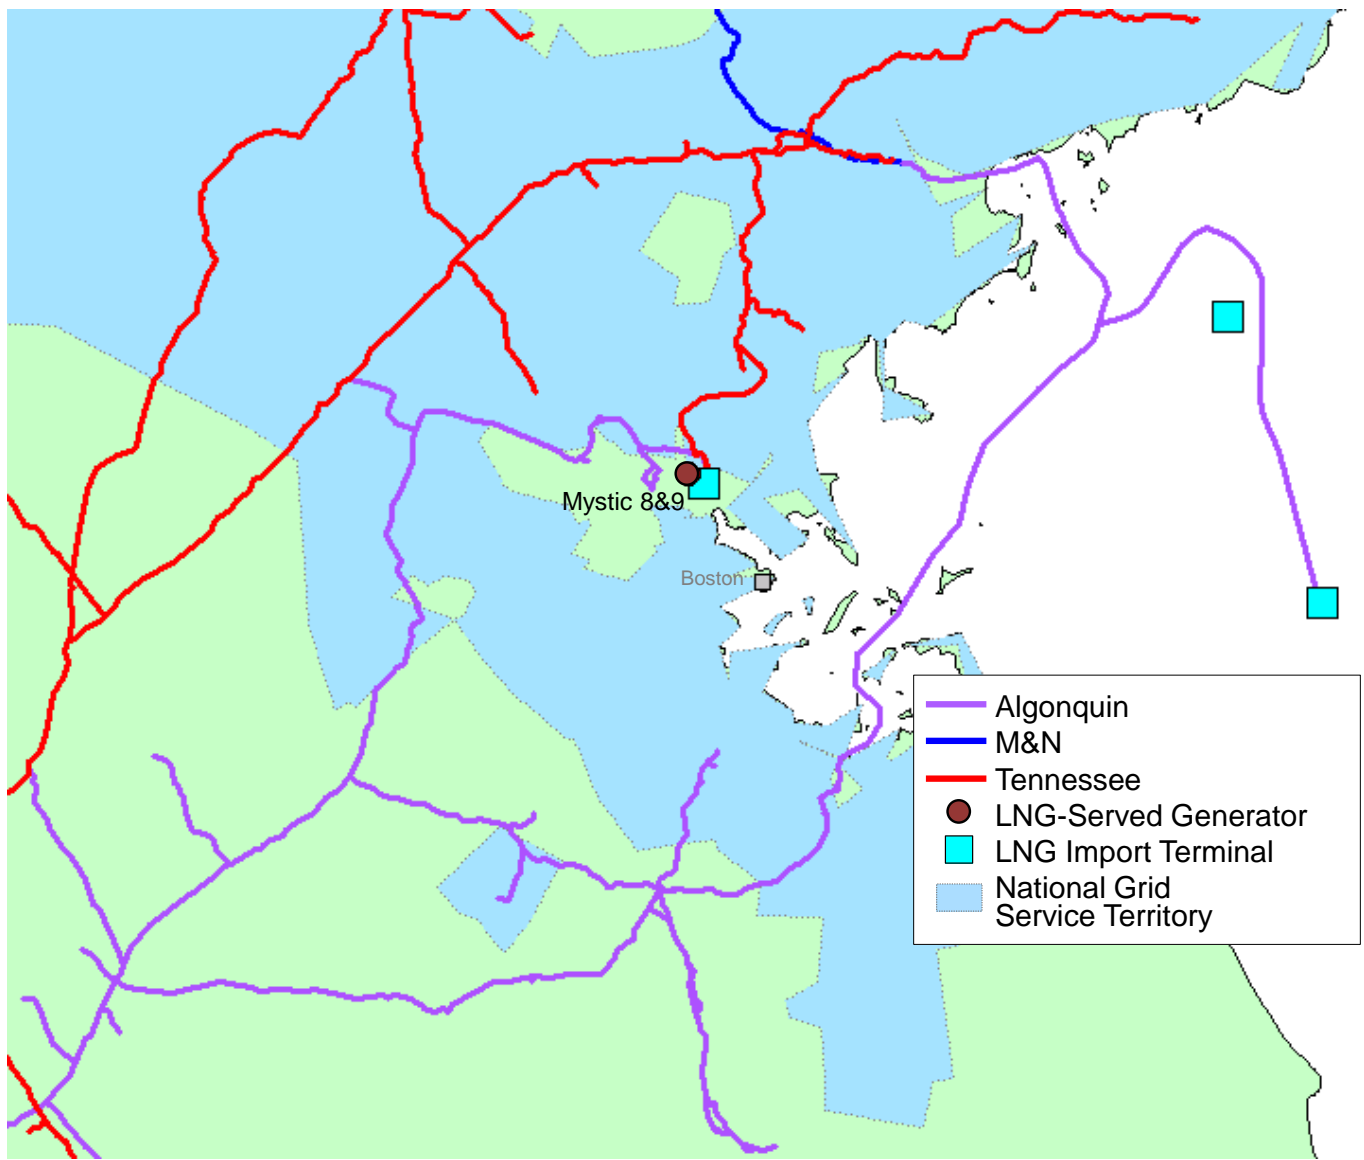 Mystic 8&9
Boston
Algonquin
M&N
Tennessee
LNG-Served Generator
LNG Import Terminal
National Grid
Service Territory